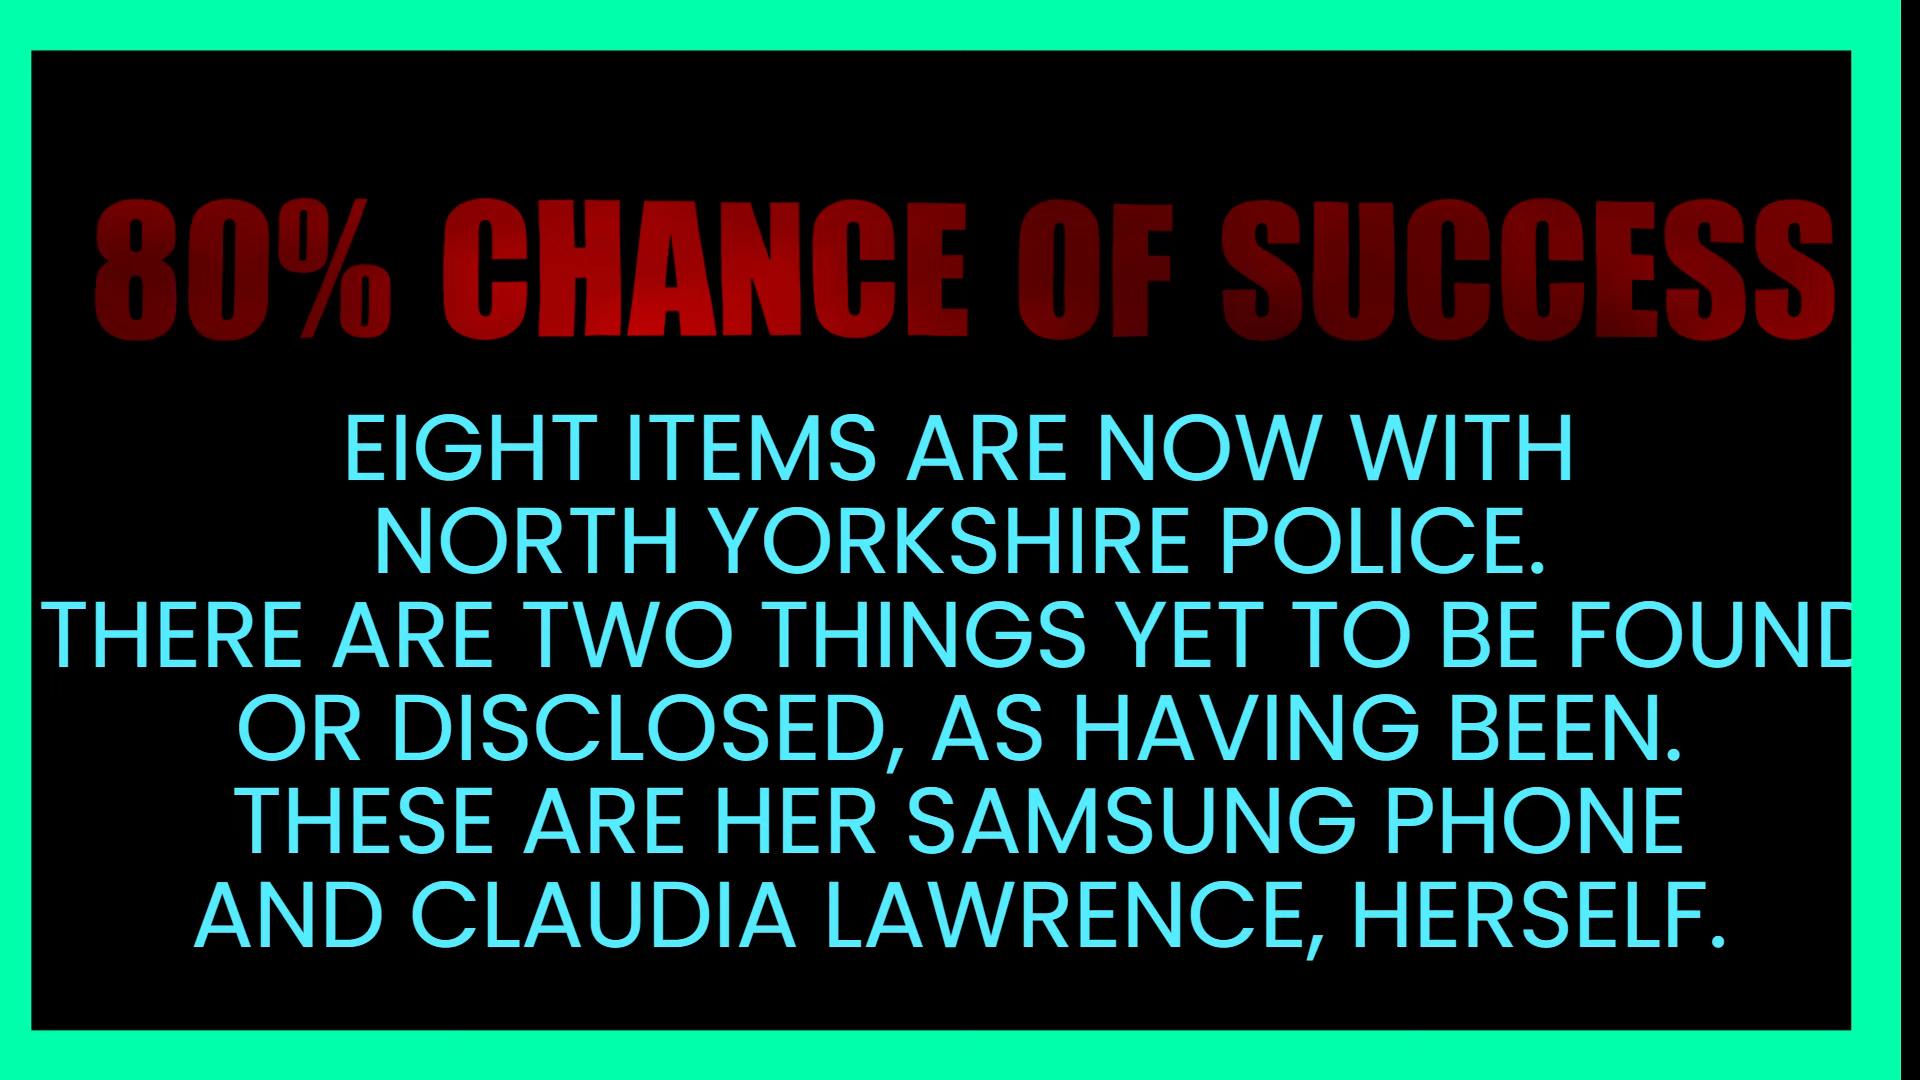 80% CHANCE OF SUCCESS
EIGHT ITEMS ARE NOW WITH
NORTH YORKSHIRE POLICE.
THERE ARE TWO THINGS YET TO BE FOUND
OR DISCLOSED, AS HAVING BEEN.
THESE ARE HER SAMSUNG PHONE
AND CLAUDIA LAWRENCE, HERSELF.